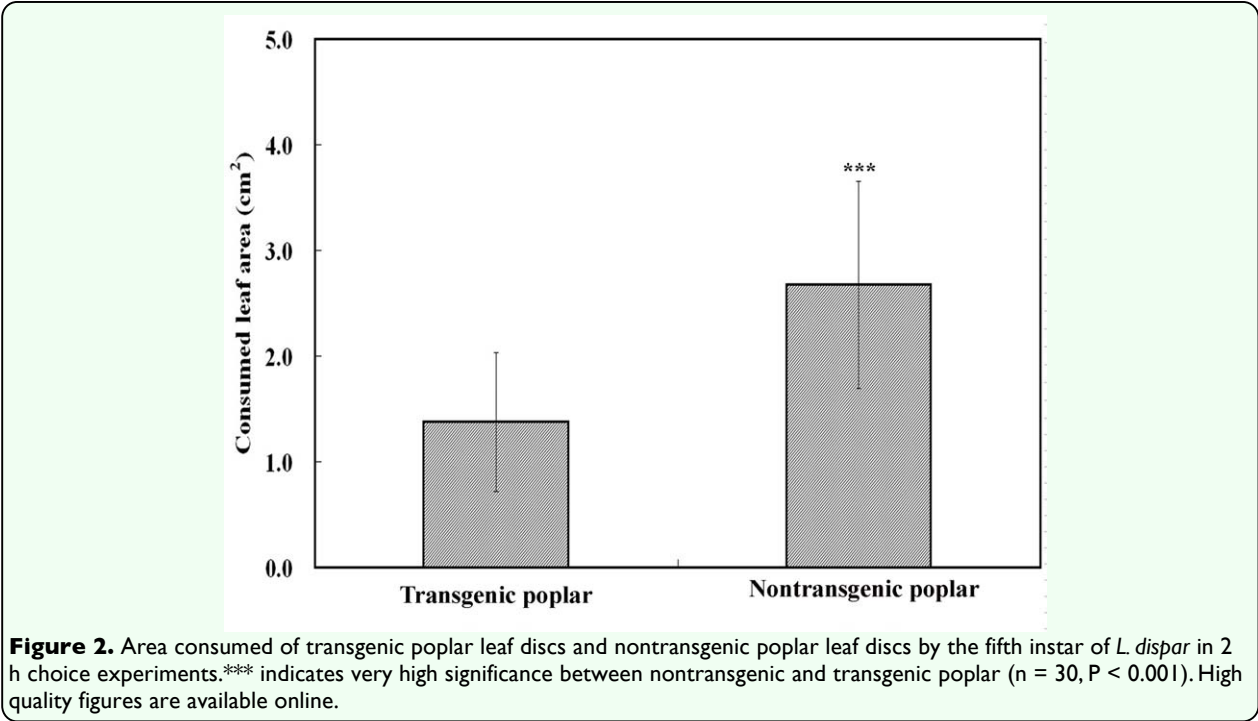 5.0
4.0
3.0
2.0
1.0
0.0
Consumed leaf area (cm²)
***
Transgenic poplar
Nontransgenic poplar
Figure 2. Area consumed of transgenic poplar leaf discs and nontransgenic poplar leaf discs by the fifth instar of L. dispar in 2
h choice experiments.*** indicates very high significance between nontransgenic and transgenic poplar (n = 30, P < 0.001). High
quality figures are available online.